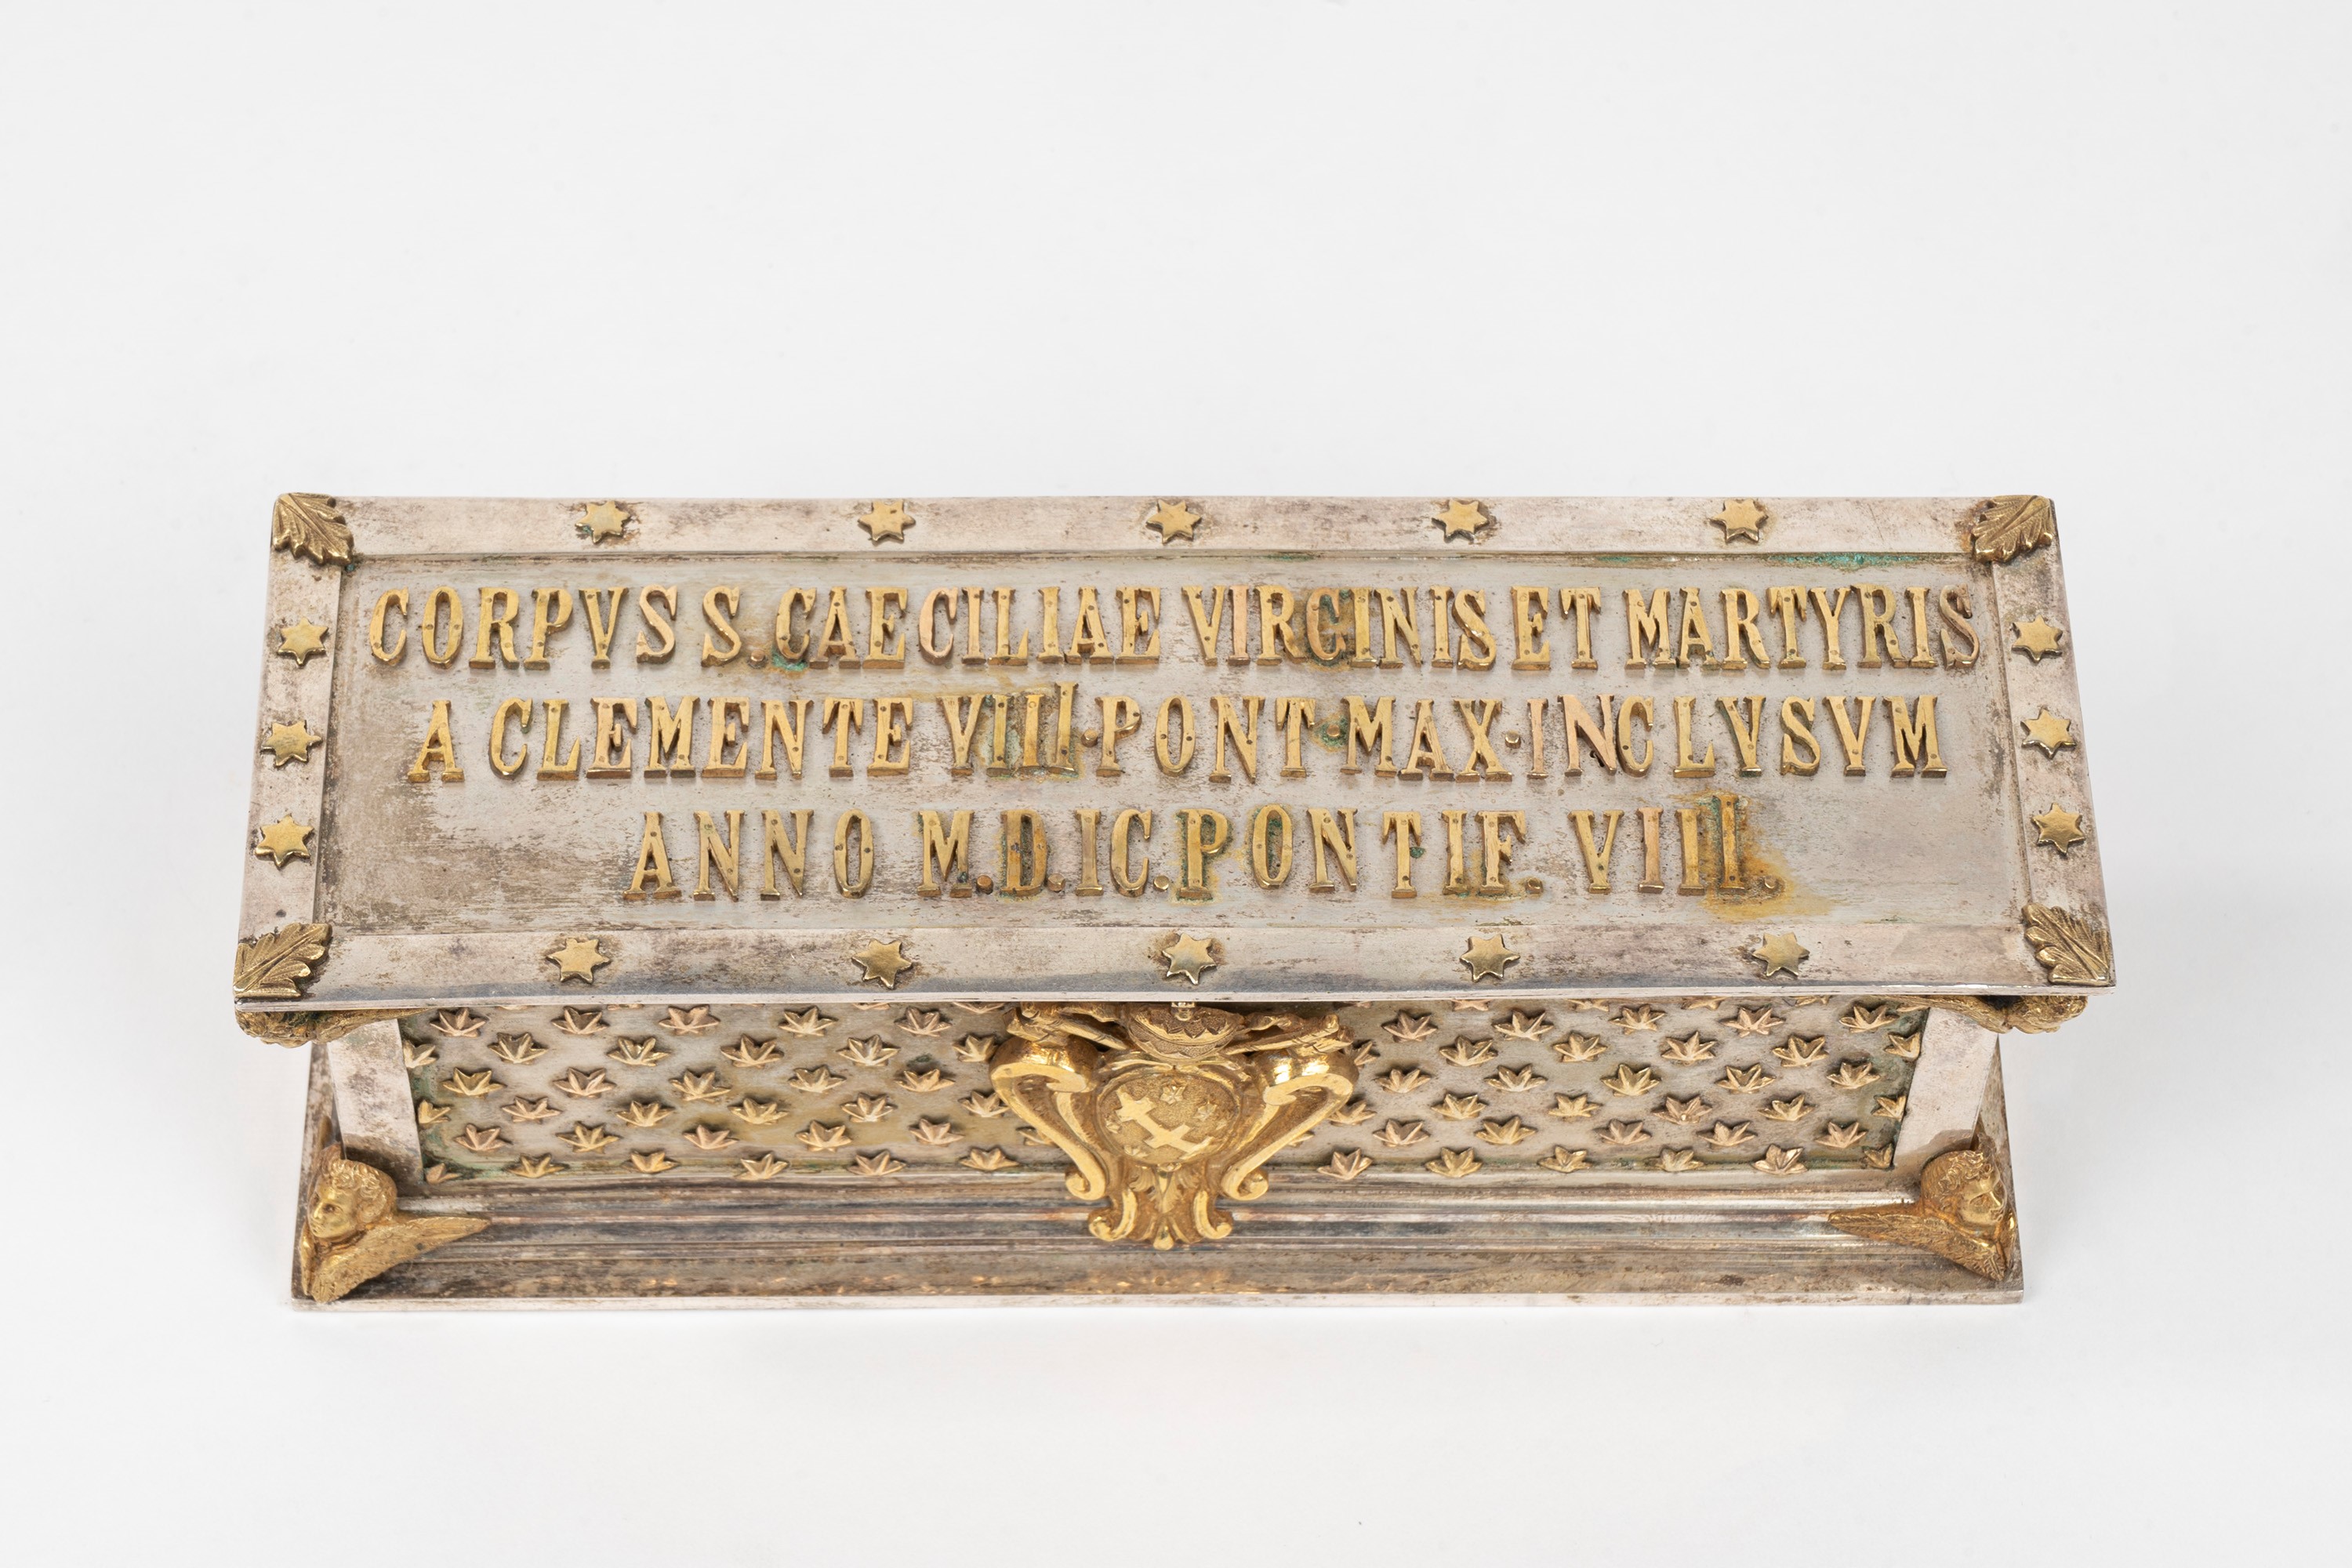 CORPVS S. CAECILIAE VIRGINIS ET MARTYRIS
A CLEMENTE VIII·PONT·MAX·INCLVSVM
ANNO M.D.IC.PONTIF. VIII.